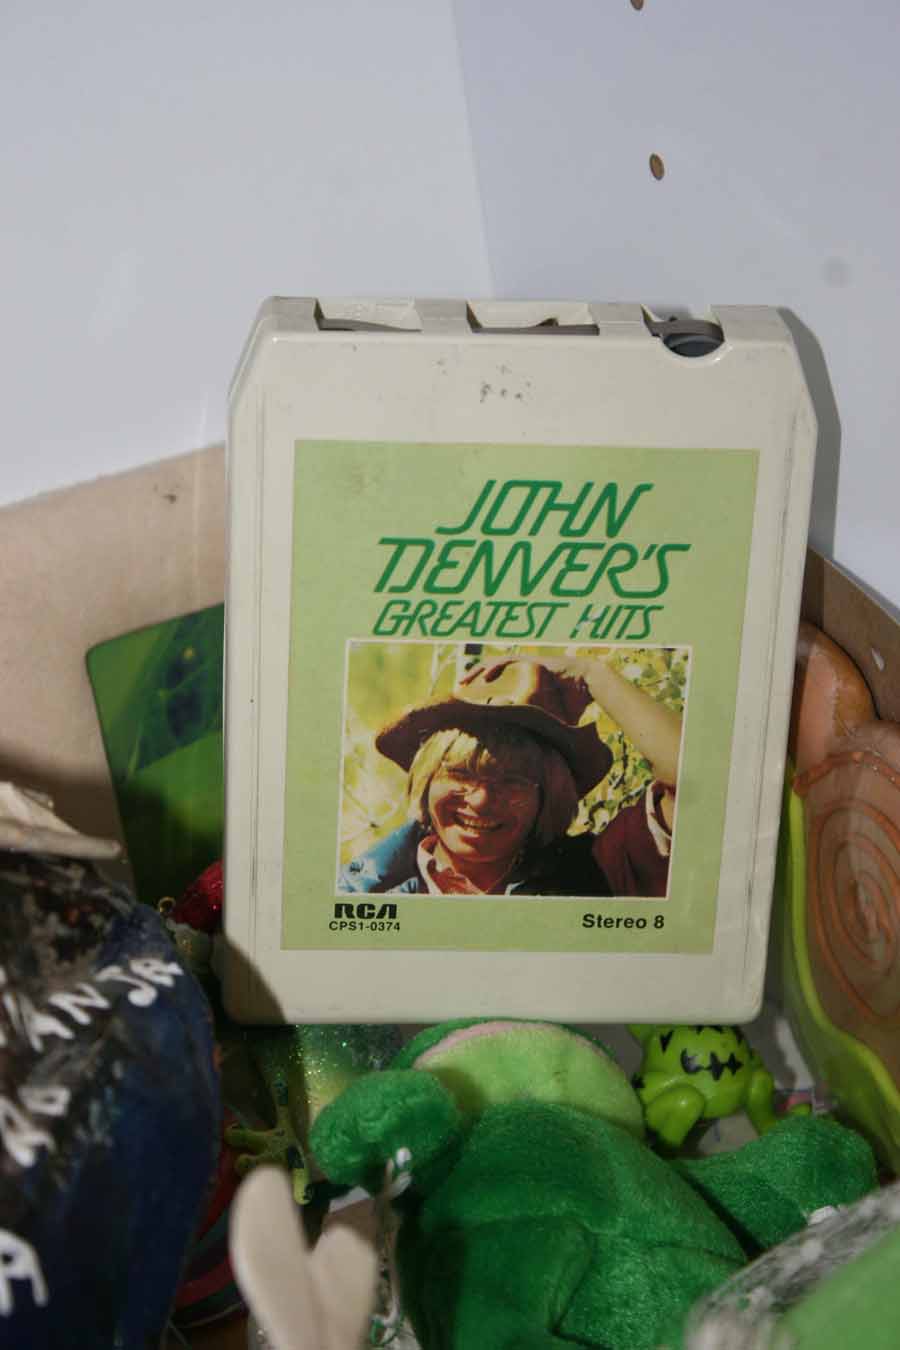 JOHN
DENVER'S
GREATEST HITS
RCA
CPS1-0374
Stereo 8